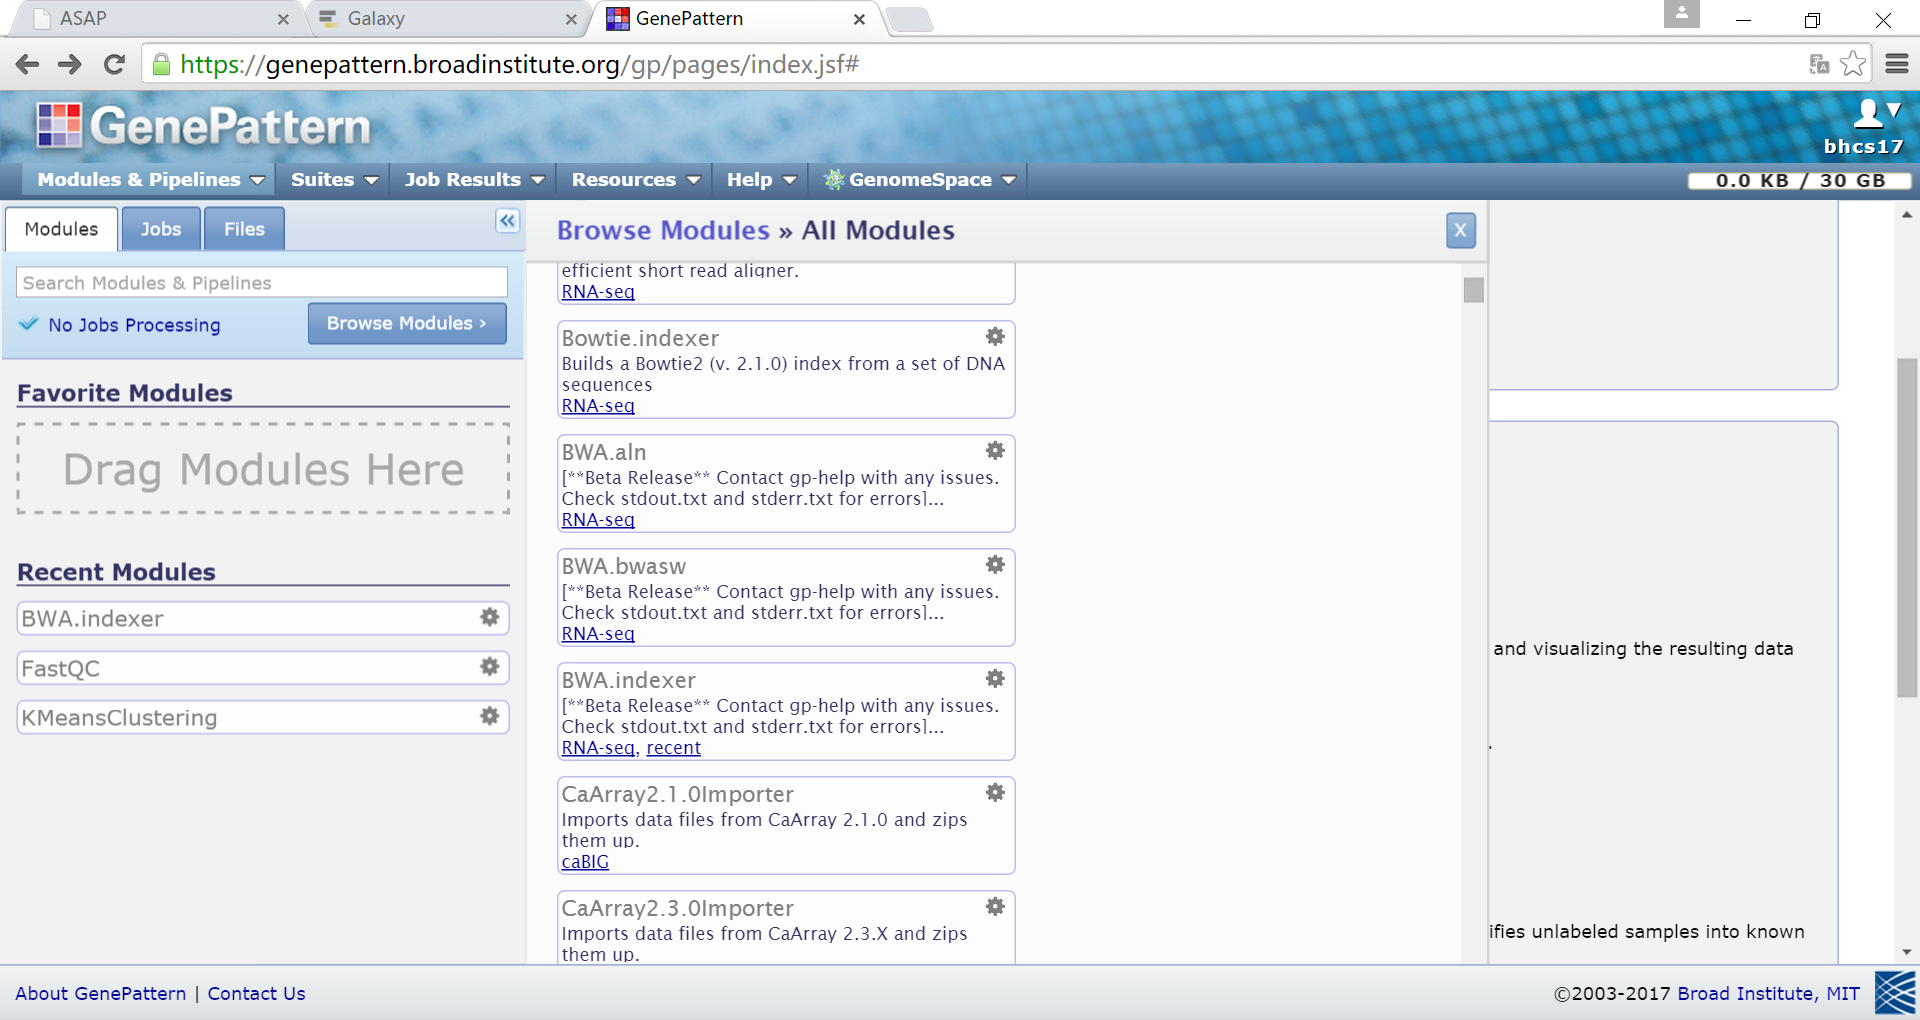 ASAP
Galaxy
GenePattern
https://genepattern.broadinstitute.org/gp/pages/index.jsf#
GenePattern
bhcs17
Modules & Pipelines
Suites
Job Results
Resources
Help
GenomeSpace
0.0 KB / 30 GB
Modules
Jobs
Files
«
Search Modules & Pipelines
No Jobs Processing
Browse Modules ›
Favorite Modules
Drag Modules Here
Recent Modules
BWA.indexer
FastQC
KMeansClustering
Browse Modules » All Modules
X
efficient short read aligner.
RNA-seq
Bowtie.indexer
Builds a Bowtie2 (v. 2.1.0) index from a set of DNA
sequences
RNA-seq
BWA.aln
[**Beta Release** Contact gp-help with any issues.
Check stdout.txt and stderr.txt for errors]...
RNA-seq
BWA.bwasw
[**Beta Release** Contact gp-help with any issues.
Check stdout.txt and stderr.txt for errors]...
RNA-seq
BWA.indexer
[**Beta Release** Contact gp-help with any issues.
Check stdout.txt and stderr.txt for errors]...
RNA-seq, recent
CaArray2.1.0Importer
Imports data files from CaArray 2.1.0 and zips
them up.
caBIG
CaArray2.3.0Importer
Imports data files from CaArray 2.3.X and zips
them up.
and visualizing the resulting data
.
ifies unlabeled samples into known
About GenePattern | Contact Us
©2003-2017 Broad Institute, MIT